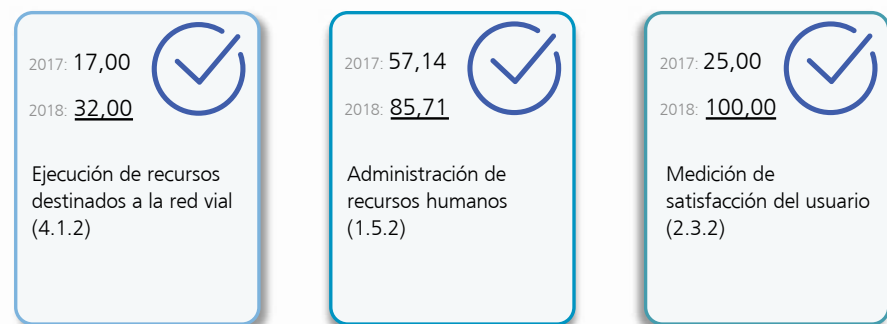 2017: 17,00
2018: 32,00
Ejecución de recursos
destinados a la red vial
(4.1.2)
2017: 57,14
2018: 85,71
Administración de
recursos humanos
(1.5.2)
2017: 25,00
2018: 100,00
Medición de
satisfacción del usuario
(2.3.2)